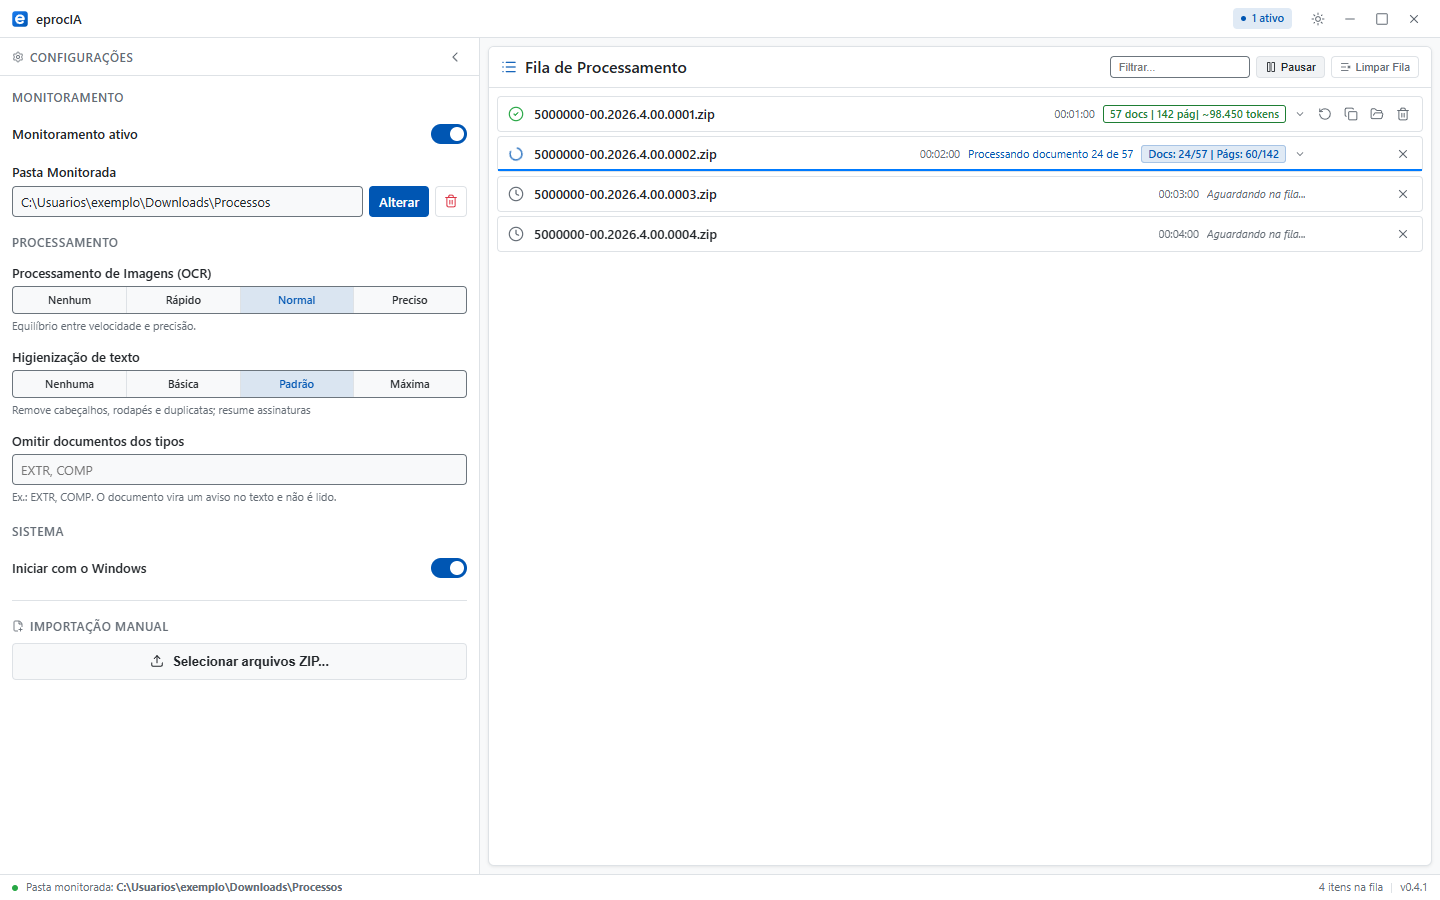 eprocIA
1 ativo
CONFIGURAÇÕES
MONITORAMENTO
Monitoramento ativo
Pasta Monitorada
C:\Usuarios\exemplo\Downloads\Processos
Alterar
PROCESSAMENTO
Processamento de Imagens (OCR)
Nenhum Rápido Normal Preciso
Equilíbrio entre velocidade e precisão.
Higienização de texto
Nenhuma Básica Padrão Máxima
Remove cabeçalhos, rodapés e duplicatas; resume assinaturas
Omitir documentos dos tipos
EXTR, COMP
Ex.: EXTR, COMP. O documento vira um aviso no texto e não é lido.
SISTEMA
Iniciar com o Windows
IMPORTAÇÃO MANUAL
Selecionar arquivos ZIP...
Fila de Processamento
Filtrar...
Pausar
Limpar Fila
5000000-00.2026.4.00.0001.zip 00:01:00 57 docs | 142 pág| ~98.450 tokens
5000000-00.2026.4.00.0002.zip 00:02:00 Processando documento 24 de 57 Docs: 24/57 | Págs: 60/142
5000000-00.2026.4.00.0003.zip 00:03:00 Aguardando na fila...
5000000-00.2026.4.00.0004.zip 00:04:00 Aguardando na fila...
Pasta monitorada: C:\Usuarios\exemplo\Downloads\Processos
4 itens na fila
v0.4.1